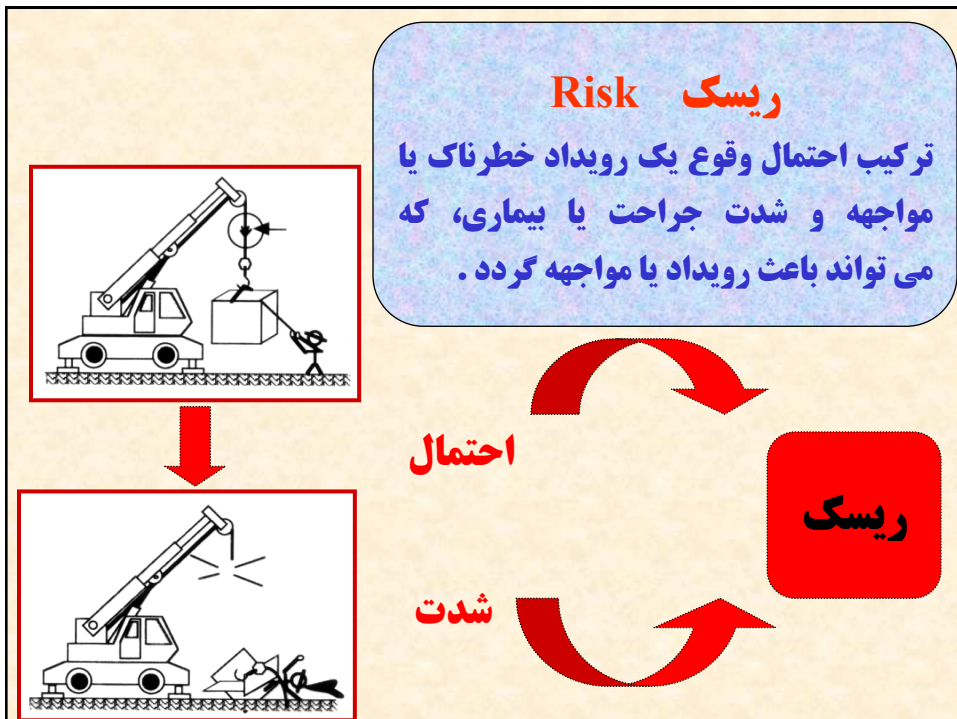 ریسک Risk
ترکیب احتمال وقوع یک رویداد خطرناک یا
مواجهه و شدت جراحت یا بیماری، که
می تواند باعث رویداد یا مواجهه گردد .
احتمال
ریسک
شدت